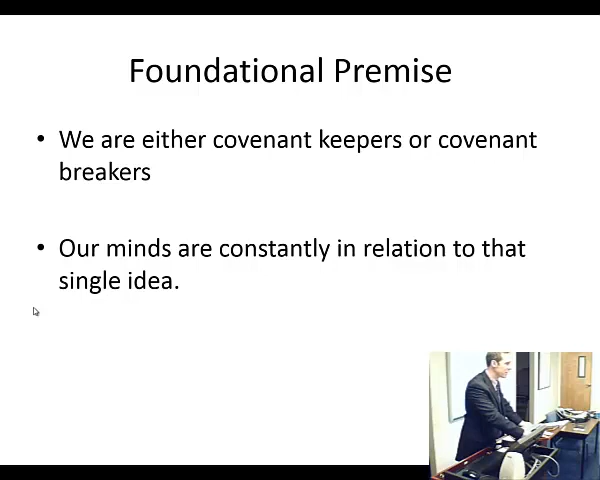 Foundational Premise
• We are either covenant keepers or covenant
breakers
• Our minds are constantly in relation to that
single idea.